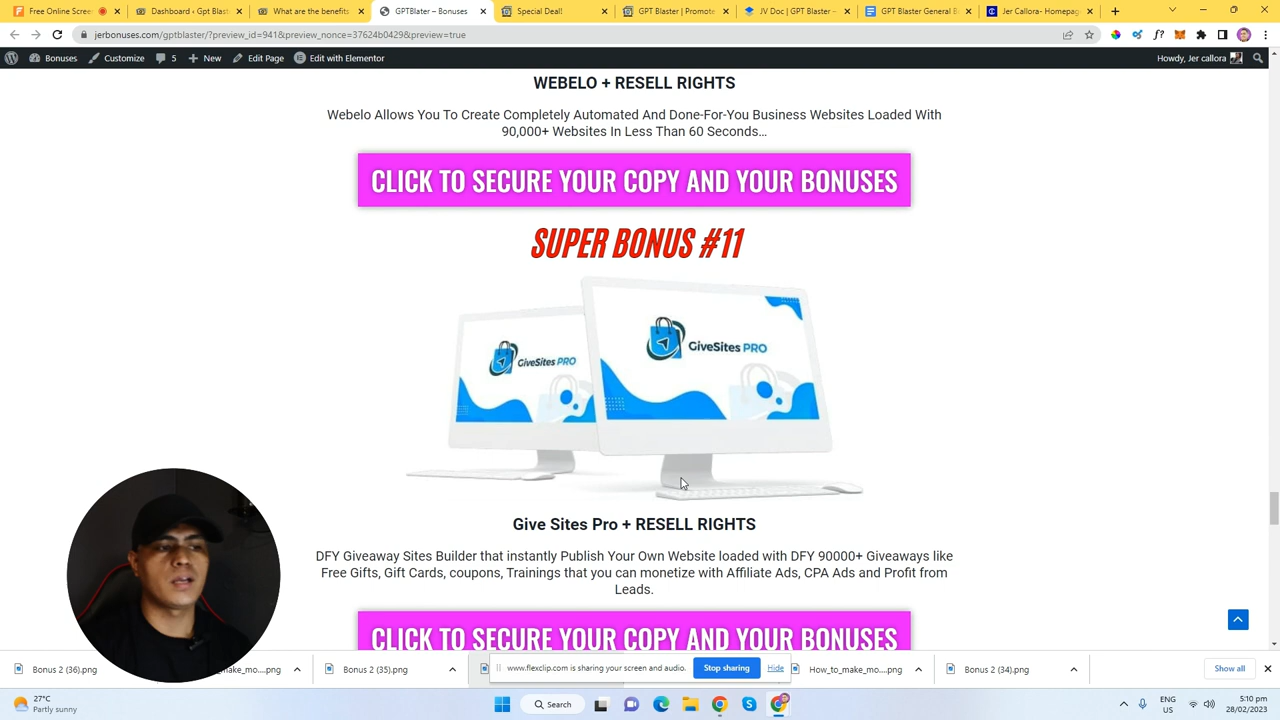 Free Online Scree
Dashboard ‹ Gpt Blast
What are the benefits
GPTBlater – Bonuses
Special Deal!
GPT Blaster | Promote
JV Doc | GPT Blaster –
GPT Blaster General B
Jer Callora- Homepag
jerbonuses.com/gptblaster/?preview_id=941&preview_nonce=37624b0429&preview=true
Bonuses
Customize
5
New
Edit Page
Edit with Elementor
Howdy, Jer callora
WEBELO + RESELL RIGHTS
Webelo Allows You To Create Completely Automated And Done-For-You Business Websites Loaded With
90,000+ Websites In Less Than 60 Seconds…
CLICK TO SECURE YOUR COPY AND YOUR BONUSES
SUPER BONUS #11
GiveSites PRO
GiveSites PRO
Give Sites Pro + RESELL RIGHTS
DFY Giveaway Sites Builder that instantly Publish Your Own Website loaded with DFY 90000+ Giveaways like
Free Gifts, Gift Cards, coupons, Trainings that you can monetize with Affiliate Ads, CPA Ads and Profit from
Leads.
CLICK TO SECURE YOUR COPY AND YOUR BONUSES
Bonus 2 (36).png
_make_mo....png
Bonus 2 (35).png
www.flexclip.com is sharing your screen and audio.
Stop sharing
Hide
How_to_make_mo....png
Bonus 2 (34).png
Show all
27°C
Partly sunny
Search
ENG
US
5:10 pm
28/02/2023